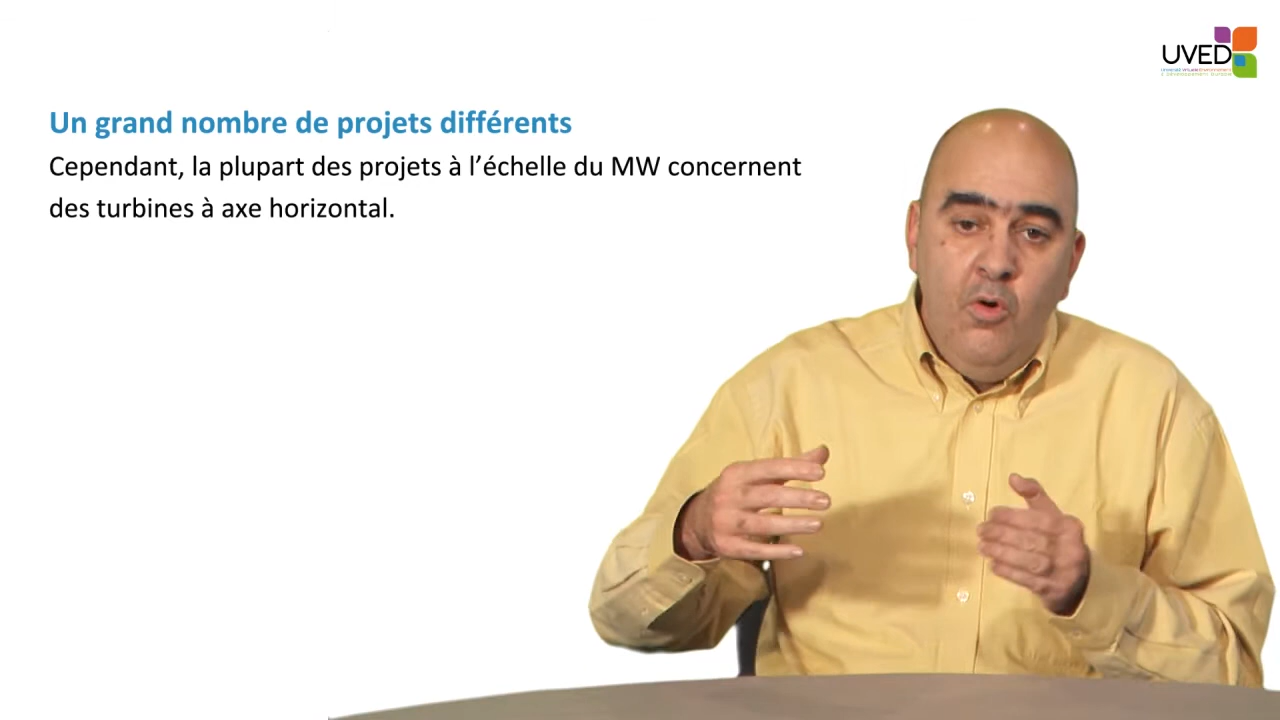 UVED
Un grand nombre de projets différents
Cependant, la plupart des projets à l'échelle du MW concernent
des turbines à axe horizontal.